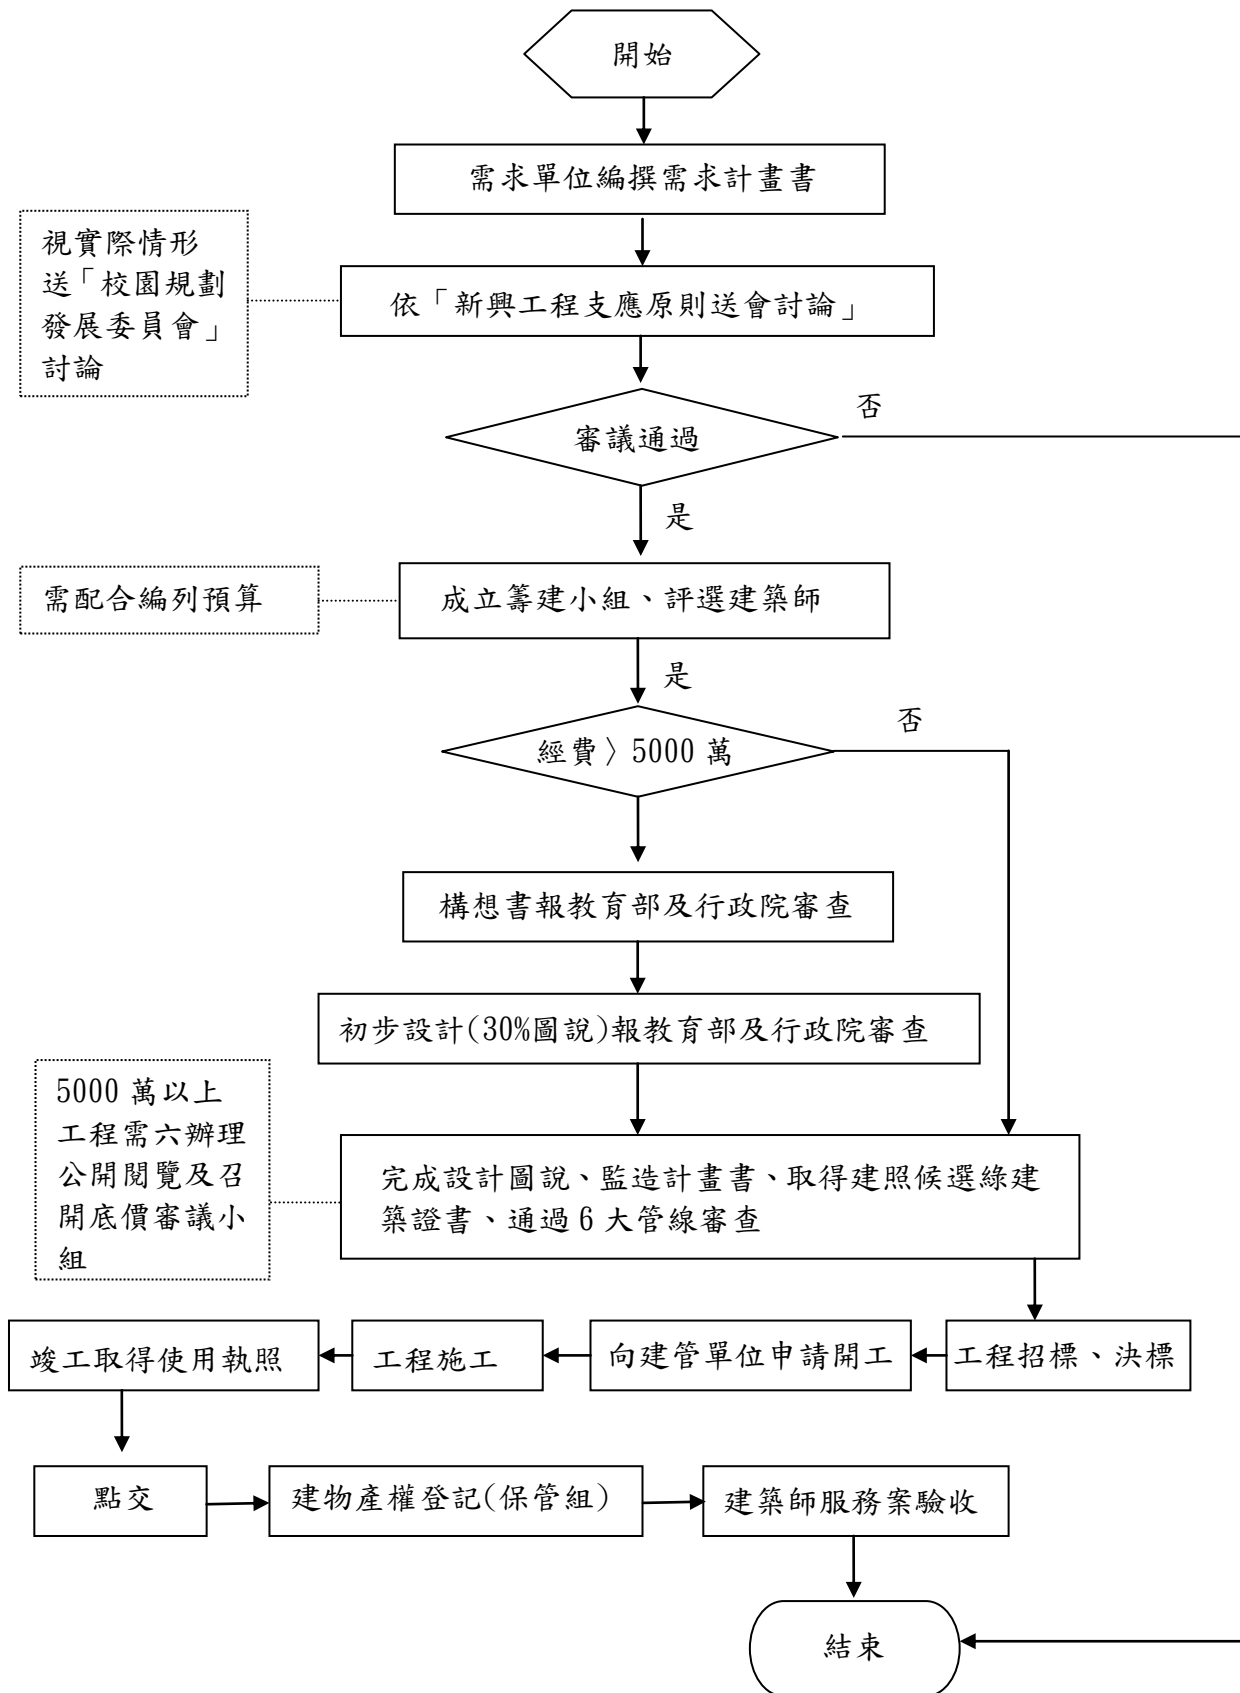 開始
需求單位編撰需求計畫書
視實際情形
送「校園規劃
發展委員會」
討論
依「新興工程支應原則送會討論」
否
審議通過
是
需配合編列預算
成立籌建小組、評選建築師
是
否
經費〉5000 萬
構想書報教育部及行政院審查
初步設計(30%圖說)報教育部及行政院審查
5000 萬以上
工程需六辦理
公開閱覽及召
開底價審議小
組
完成設計圖說、監造計畫書、取得建照候選綠建
築證書、通過 6 大管線審查
竣工取得使用執照
工程施工
向建管單位申請開工
工程招標、決標
點交
建物產權登記(保管組)
建築師服務案驗收
結束